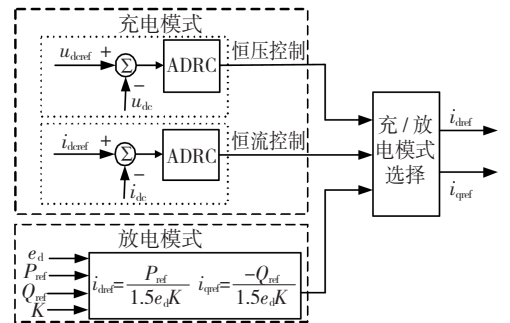 充电模式
u_dcref + Σ − u_dc ADRC 恒压控制
i_dcref + Σ − i_dc ADRC 恒流控制
充/放
电模式
选择
i_dref
i_qref
放电模式
e_d
P_ref
Q_ref
K
i_dref = P_ref / 1.5e_dK i_qref = −Q_ref / 1.5e_dK